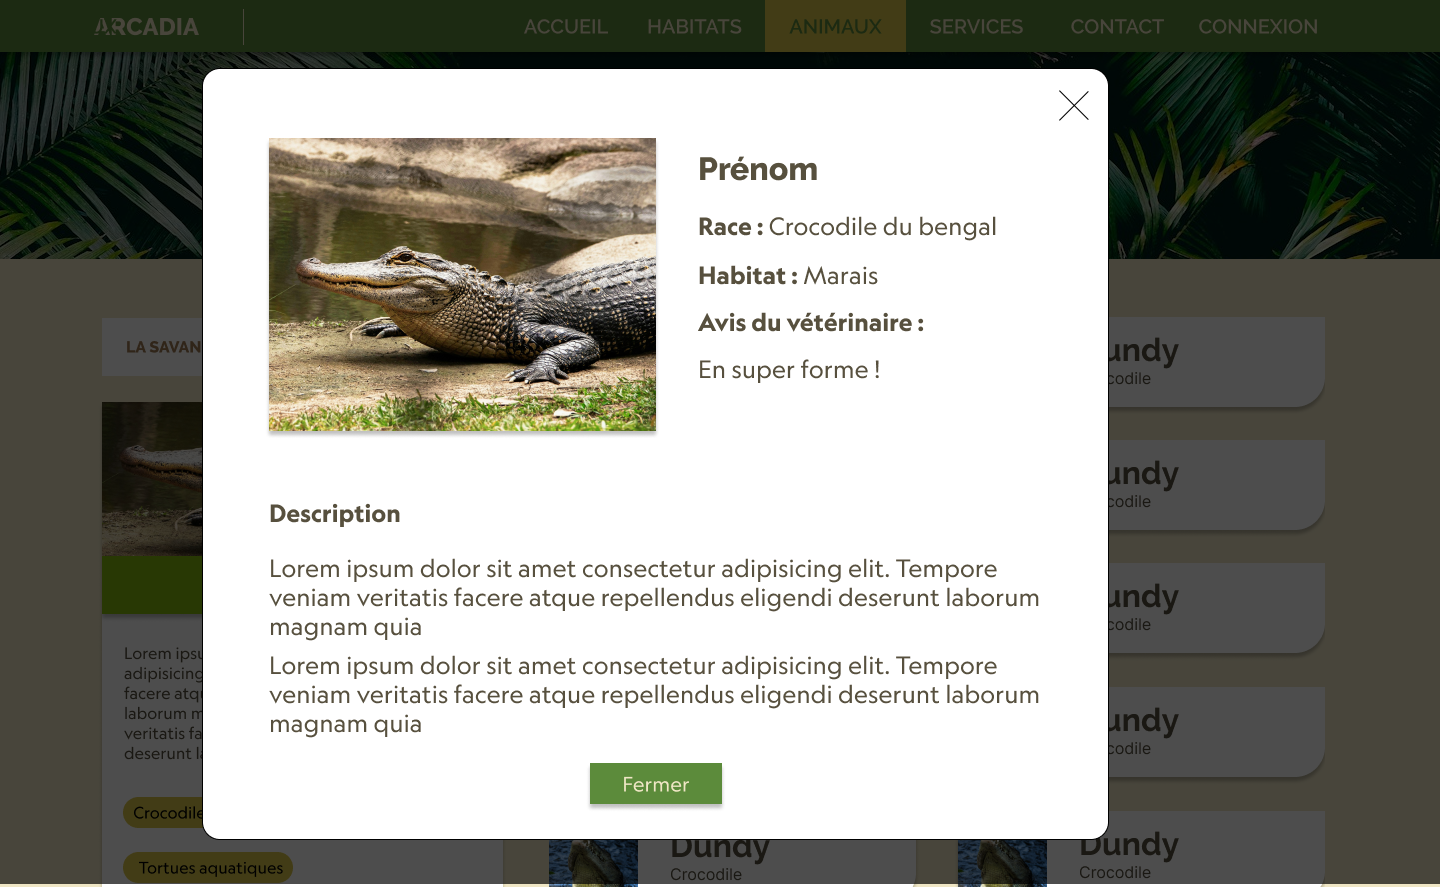 ARCADIA
ACCUEIL HABITATS ANIMAUX SERVICES CONTACT CONNEXION
Prénom
Race : Crocodile du bengal
Habitat : Marais
Avis du vétérinaire :
En super forme !
Description
Lorem ipsum dolor sit amet consectetur adipisicing elit. Tempore
veniam veritatis facere atque repellendus eligendi deserunt laborum
magnam quia
Lorem ipsum dolor sit amet consectetur adipisicing elit. Tempore
veniam veritatis facere atque repellendus eligendi deserunt laborum
magnam quia
Fermer
LA SAVAN
Lorem ipsu
adipisicing
facere atqu
laborum m
veritatis fa
deserunt la
Crocodile
Tortues aquatiques
Dundy
Crocodile
undy
codile
undy
codile
undy
codile
undy
codile
Dundy
Crocodile